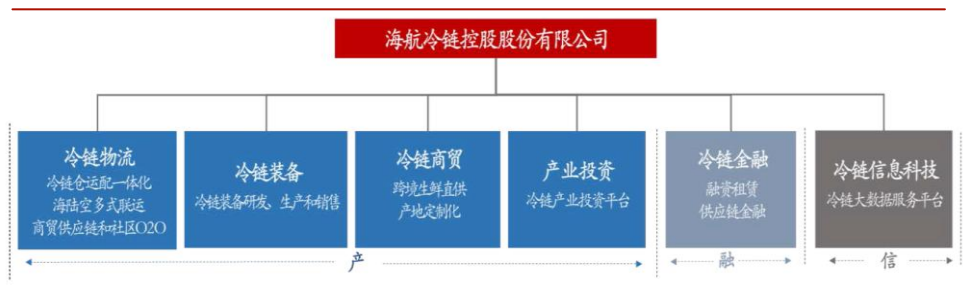 海航冷链控股股份有限公司
冷链物流
冷链仓运配一体化
海陆空多式联运
商贸供应链和社区O2O
冷链装备
冷链装备研发、生产和销售
冷链商贸
跨境生鲜直供
产地定制化
产业投资
冷链产业投资平台
冷链金融
融资租赁
供应链金融
冷链信息科技
冷链大数据服务平台
产
融
信